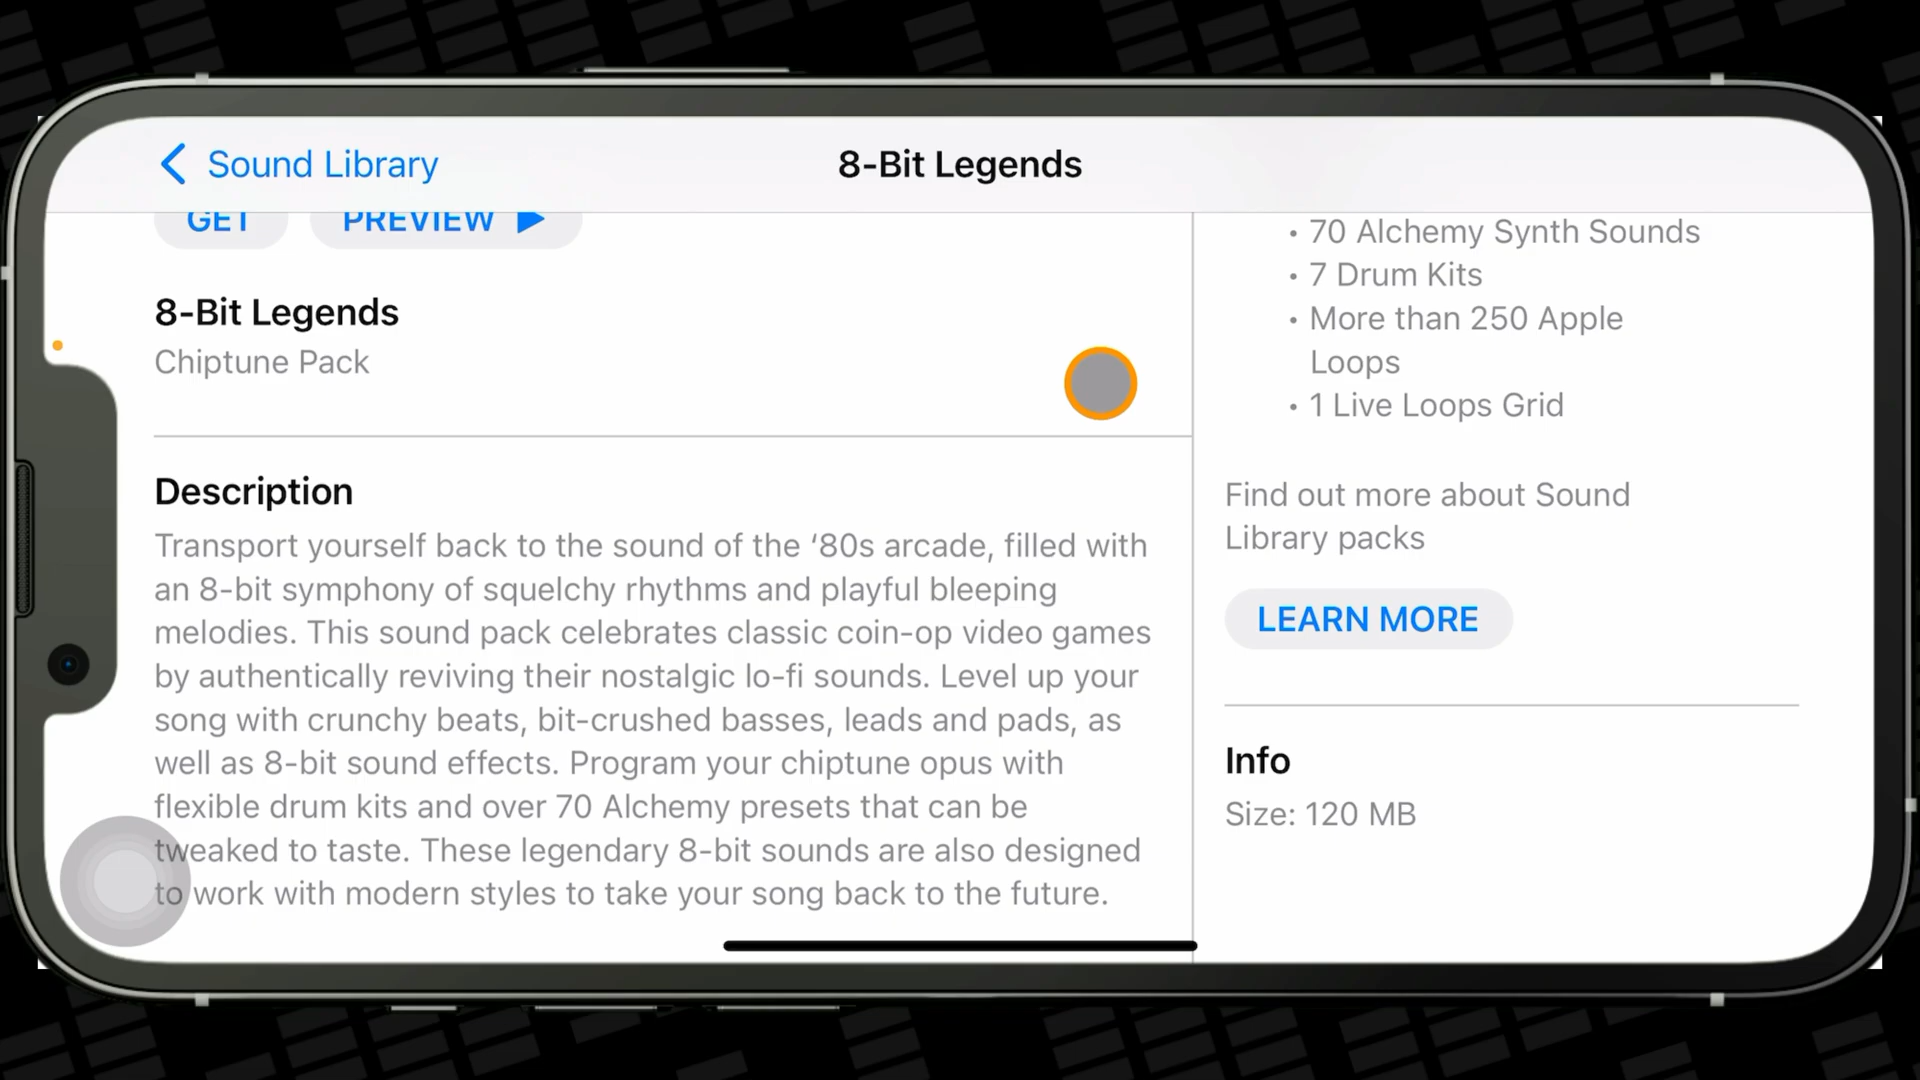 Sound Library
8-Bit Legends
GET
PREVIEW
8-Bit Legends
Chiptune Pack
Description
Transport yourself back to the sound of the ‘80s arcade, filled with
an 8-bit symphony of squelchy rhythms and playful bleeping
melodies. This sound pack celebrates classic coin-op video games
by authentically reviving their nostalgic lo-fi sounds. Level up your
song with crunchy beats, bit-crushed basses, leads and pads, as
well as 8-bit sound effects. Program your chiptune opus with
flexible drum kits and over 70 Alchemy presets that can be
tweaked to taste. These legendary 8-bit sounds are also designed
to work with modern styles to take your song back to the future.
• 70 Alchemy Synth Sounds
• 7 Drum Kits
• More than 250 Apple
Loops
• 1 Live Loops Grid
Find out more about Sound
Library packs
LEARN MORE
Info
Size: 120 MB